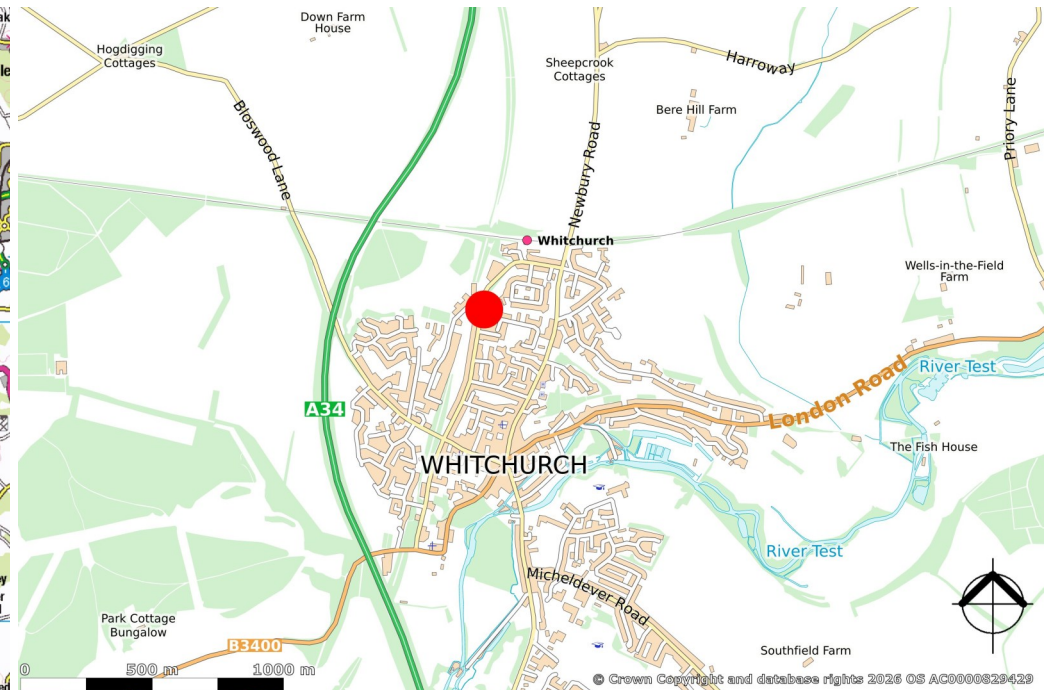 Down Farm
House
Hogdigging
Cottages
Sheepcrook
Cottages
Harroway
Bere Hill Farm
Priory Lane
Bloswood Lane
Newbury Road
Whitchurch
Wells-in-the-Field
Farm
River Test
London Road
A34
The Fish House
WHITCHURCH
River Test
Micheldever Road
Park Cottage
Bungalow
B3400
Southfield Farm
0 500 m 1000 m
© Crown Copyright and database rights 2026 OS AC0000829429